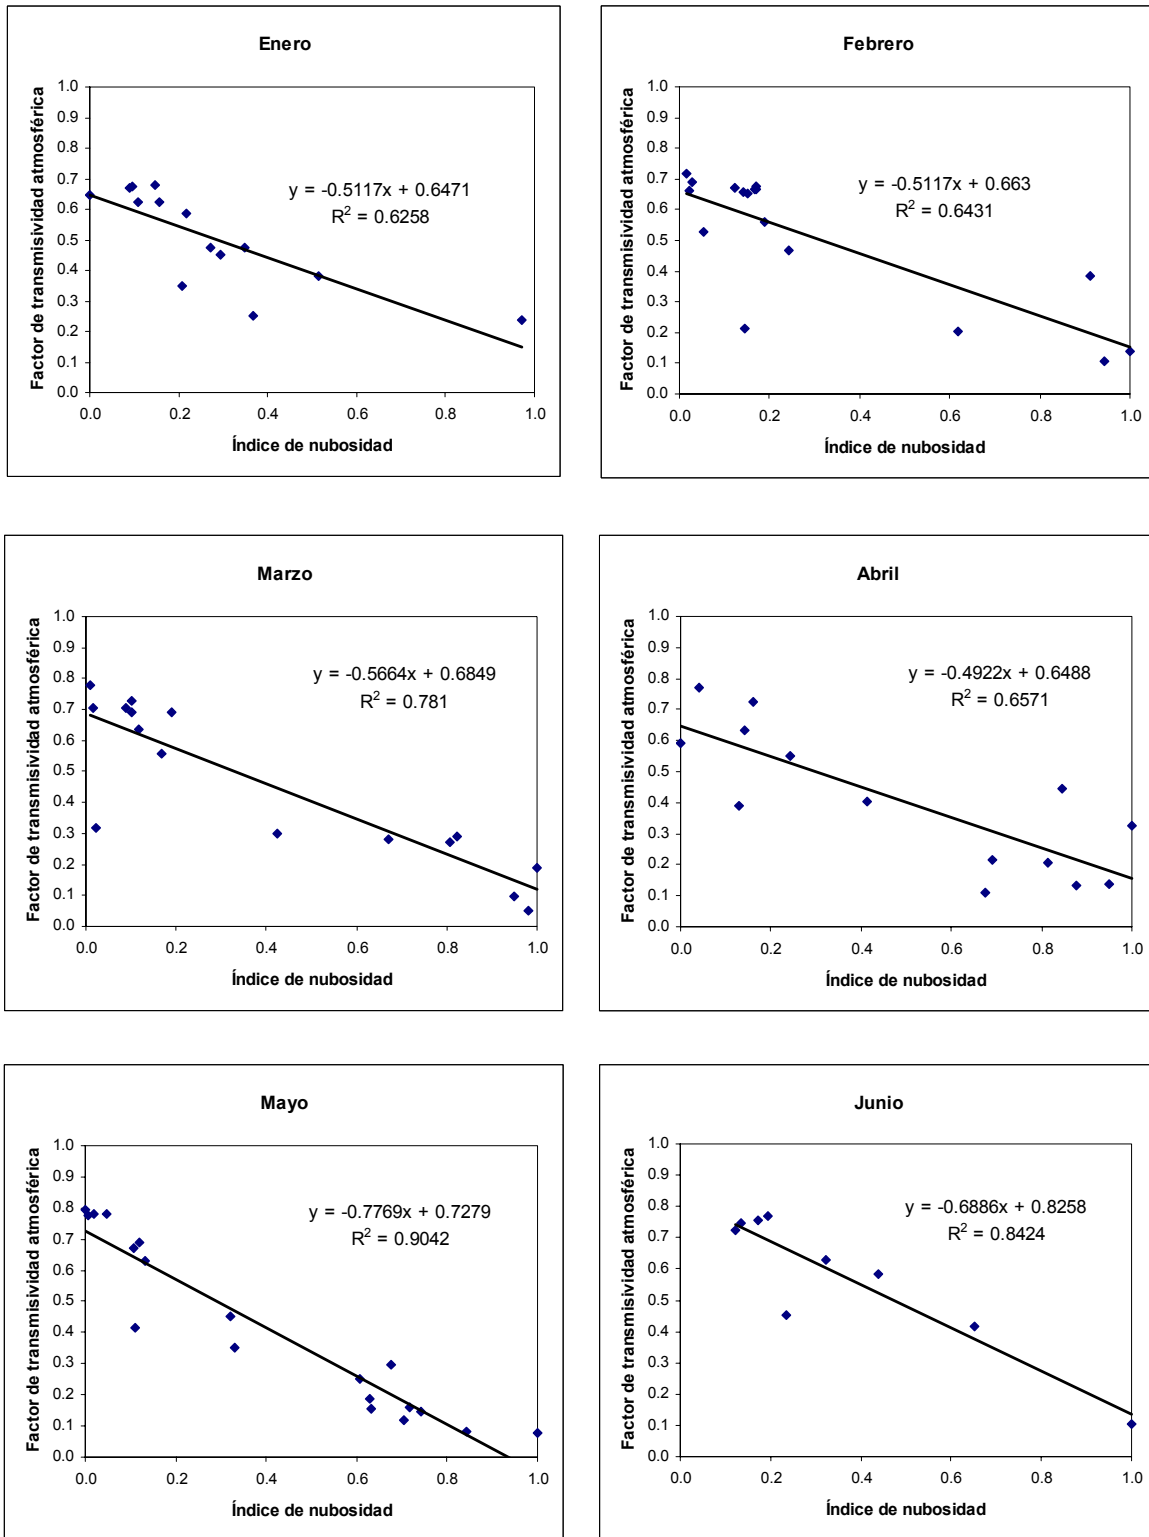 Enero
Factor de transmisividad atmosférica
1.0
0.9
0.8
0.7
0.6
0.5
0.4
0.3
0.2
0.1
0.0
y = -0.5117x + 0.6471
R² = 0.6258
0.0 0.2 0.4 0.6 0.8 1.0
Índice de nubosidad
Febrero
Factor de transmisividad atmosférica
1.0
0.9
0.8
0.7
0.6
0.5
0.4
0.3
0.2
0.1
0.0
y = -0.5117x + 0.663
R² = 0.6431
0.0 0.2 0.4 0.6 0.8 1.0
Índice de nubosidad
Marzo
Factor de transmisividad atmosférica
1.0
0.9
0.8
0.7
0.6
0.5
0.4
0.3
0.2
0.1
0.0
y = -0.5664x + 0.6849
R² = 0.781
0.0 0.2 0.4 0.6 0.8 1.0
Índice de nubosidad
Abril
Factor de transmisividad atmosférica
1.0
0.9
0.8
0.7
0.6
0.5
0.4
0.3
0.2
0.1
0.0
y = -0.4922x + 0.6488
R² = 0.6571
0.0 0.2 0.4 0.6 0.8 1.0
Índice de nubosidad
Mayo
Factor de transmisividad atmosférica
1.0
0.9
0.8
0.7
0.6
0.5
0.4
0.3
0.2
0.1
0.0
y = -0.7769x + 0.7279
R² = 0.9042
0.0 0.2 0.4 0.6 0.8 1.0
Índice de nubosidad
Junio
Factor de transmisividad atmosférica
1.0
0.9
0.8
0.7
0.6
0.5
0.4
0.3
0.2
0.1
0.0
y = -0.6886x + 0.8258
R² = 0.8424
0.0 0.2 0.4 0.6 0.8 1.0
Índice de nubosidad